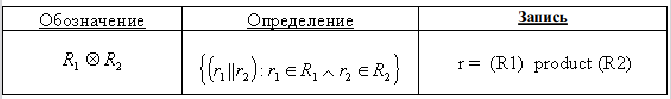 Обозначение Определение Запись
R₁ ⊗ R₂ {(r₁||r₂) : r₁ ∈ R₁ ∧ r₂ ∈ R₂} r = (R1) product (R2)